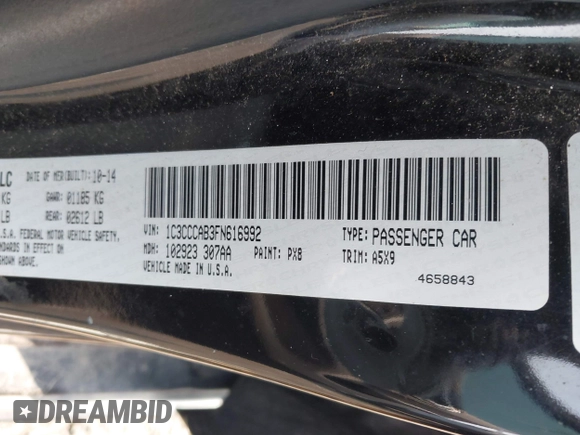 LC DATE OF MFR(BUILT):10-14
KG GAWR: 01185 KG
LB REAR: 02612 LB
S.A. FEDERAL MOTOR VEHICLE SAFETY,
ANDARDS IN EFFECT
SHOWN ABOVE.
VIN: 1C3CCCAB3FN616992 TYPE: PASSENGER CAR
MDH: 102923 307AA PAINT: PX8 TRIM: A5X9
VEHICLE MADE IN U.S.A.
4658843
DREAMBID